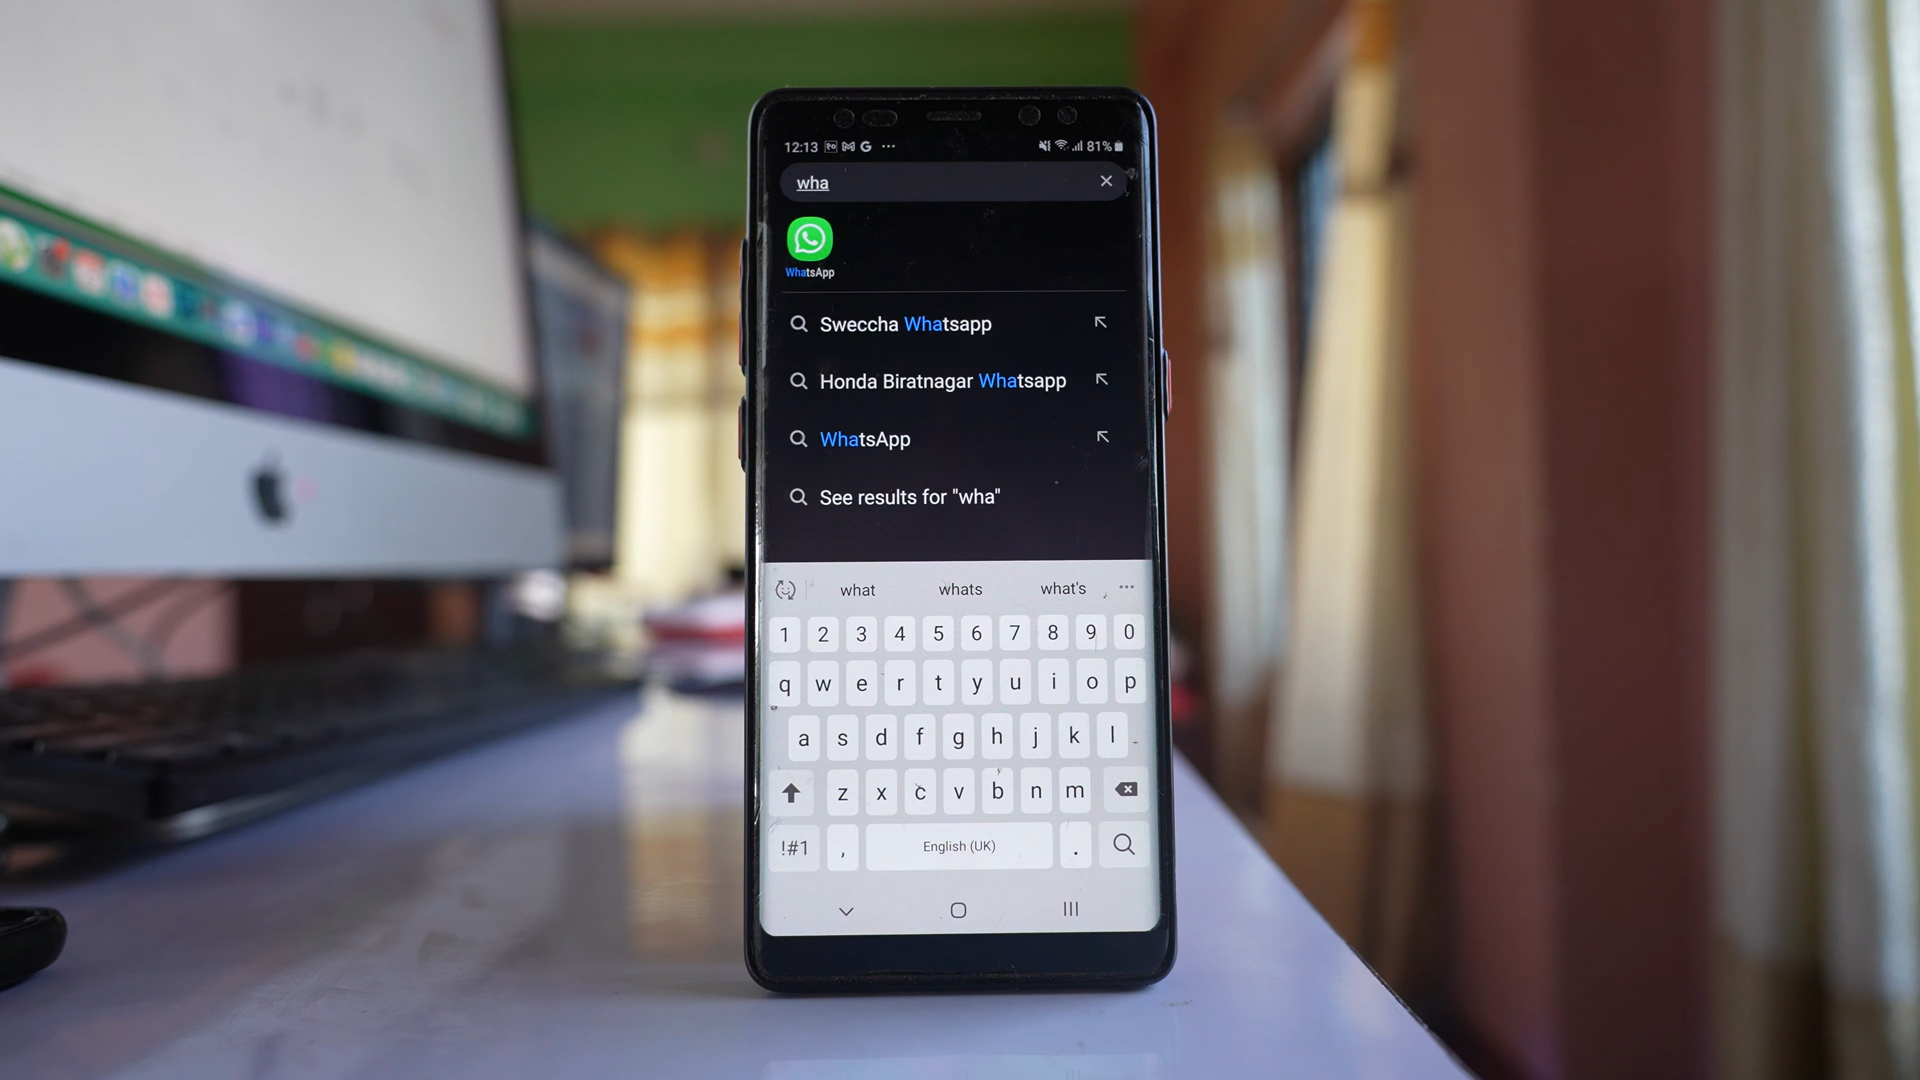 12:13 81%
wha
WhatsApp
Sweccha Whatsapp
Honda Biratnagar Whatsapp
WhatsApp
See results for "wha"
what whats what's
1 2 3 4 5 6 7 8 9 0
q w e r t y u i o p
a s d f g h j k l
z x c v b n m
!#1 , English (UK) .